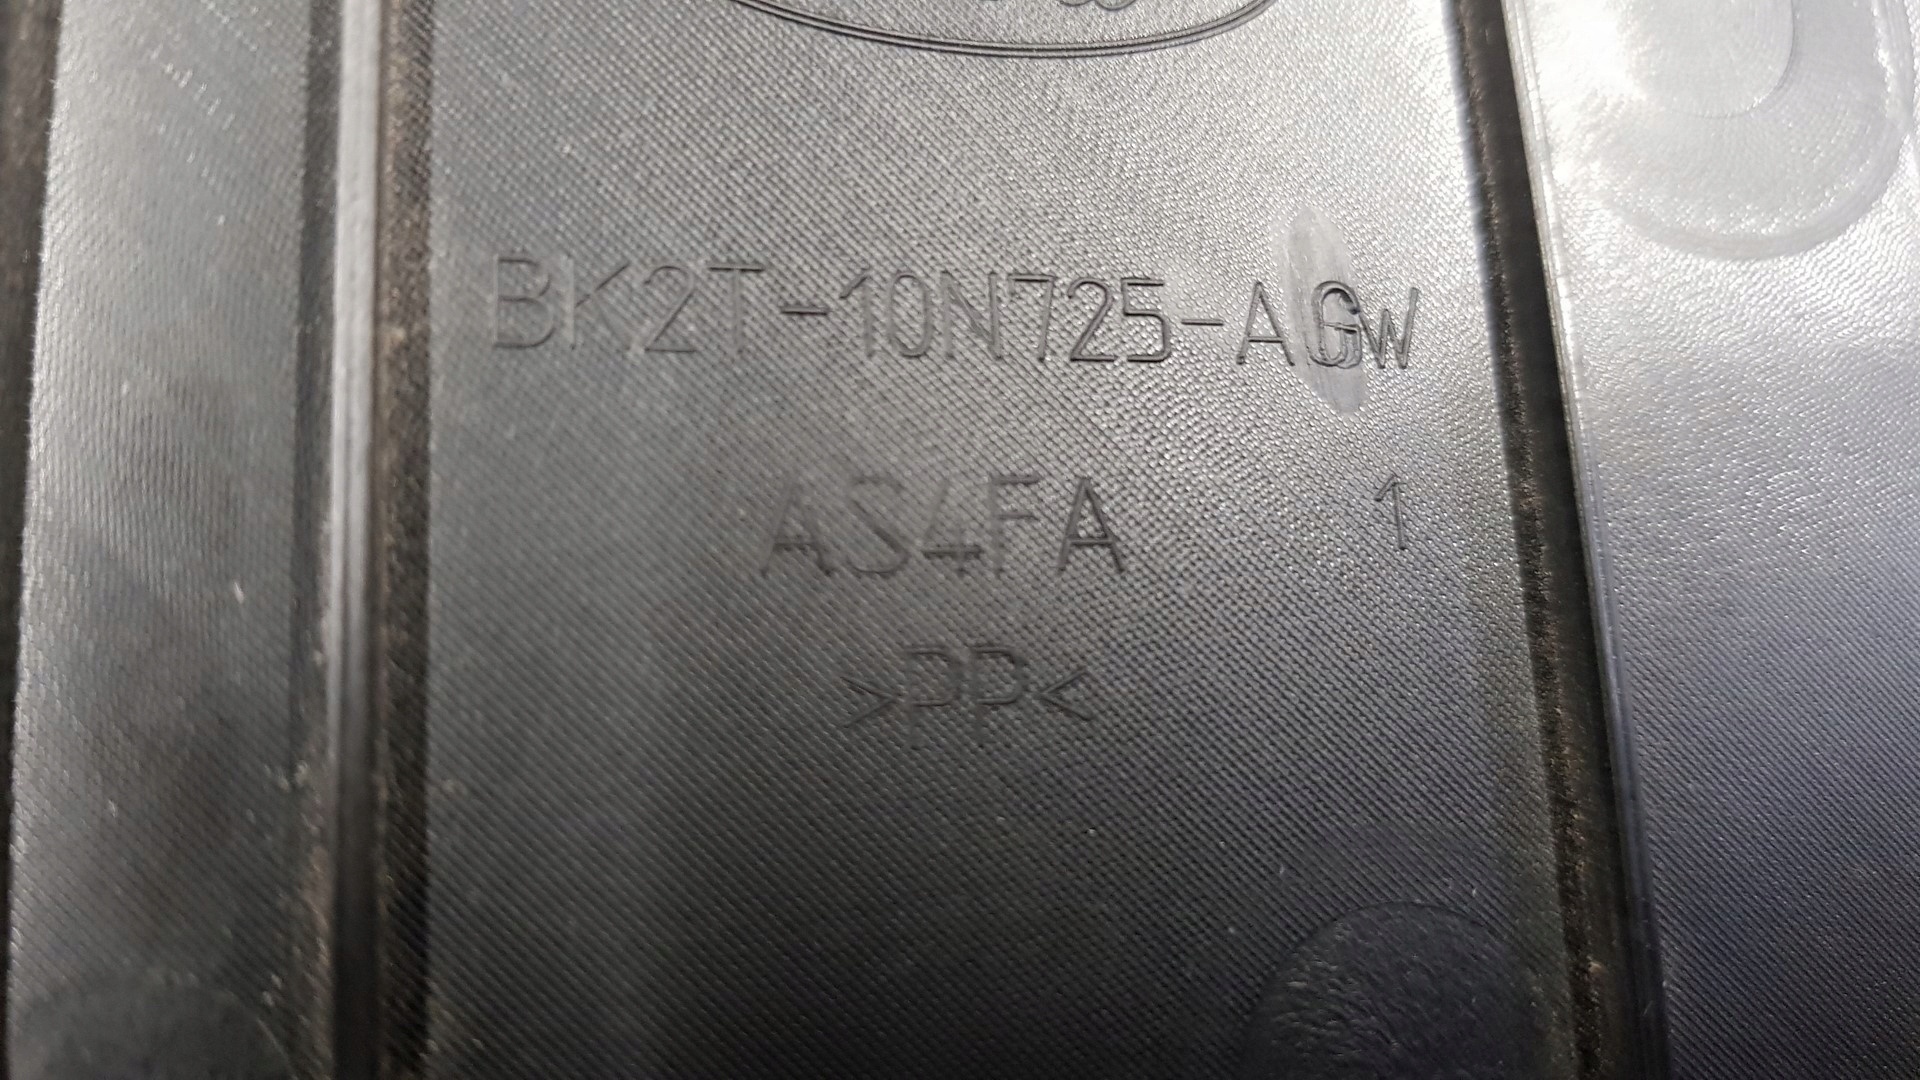 BK2T-10N725-AGW
AS4FA 1
>PP<